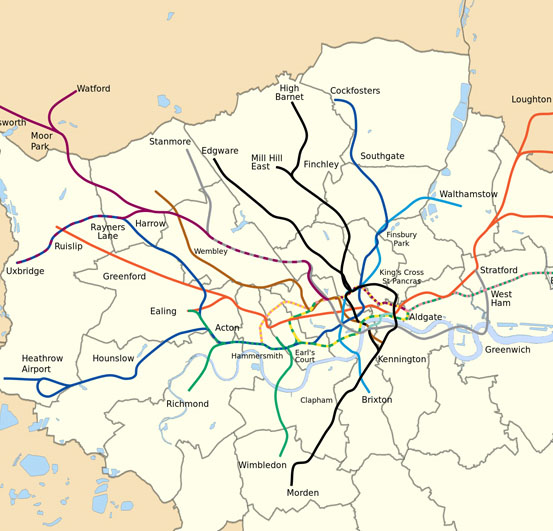 Watford
High
Barnet
Cockfosters
Loughton
sworth
Moor
Park
Stanmore
Edgware
Mill Hill
East
Finchley
Southgate
Walthamstow
Rayners
Lane
Harrow
Finsbury
Park
Uxbridge
Ruislip
Wembley
Greenford
King's Cross
St Pancras
Stratford
West
Ham
Ealing
Acton
Aldgate
Heathrow
Airport
Hounslow
Hammersmith
Earl's
Court
Kennington
Greenwich
Richmond
Clapham
Brixton
Wimbledon
Morden